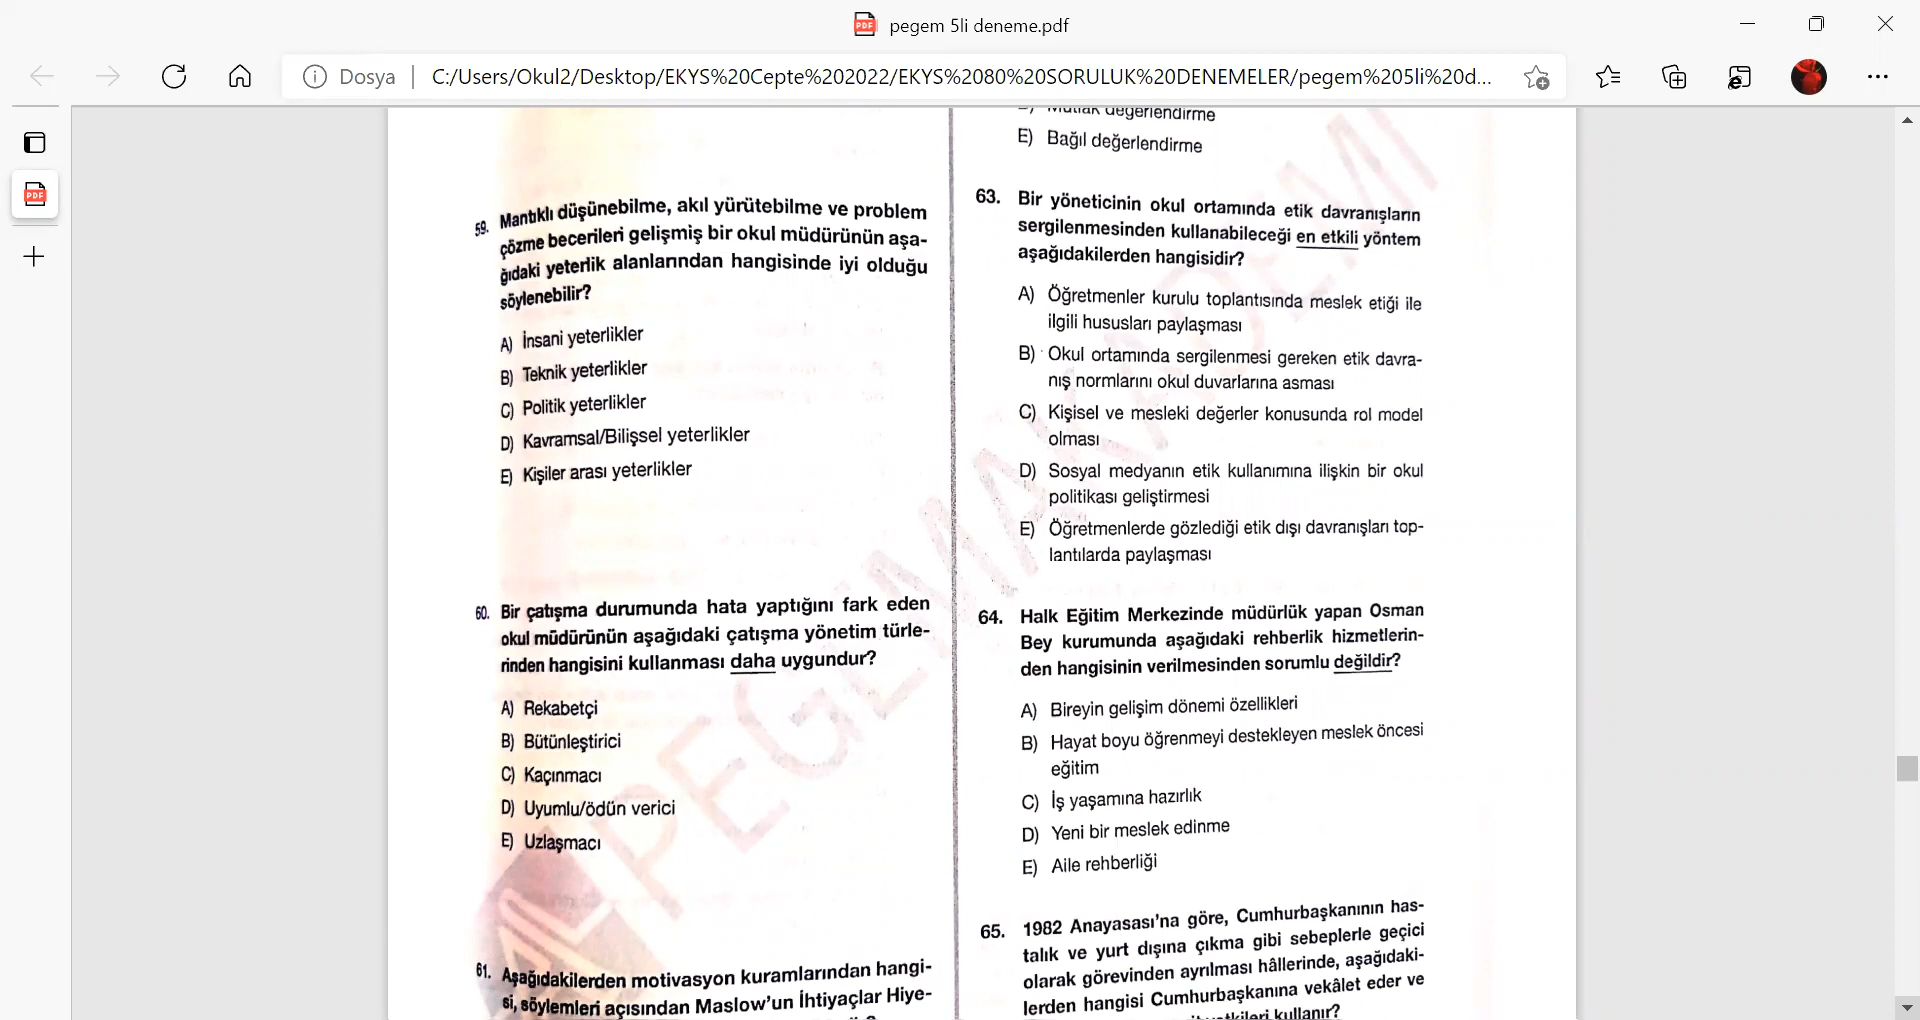 pegem 5li deneme.pdf
Dosya
C:/Users/Okul2/Desktop/EKYS%20Cepte%202022/EKYS%2080%20SORULUK%20DENEMELER/pegem%205li%20d...
PDF
59. Mantıklı düşünebilme, akıl yürütebilme ve problem
çözme becerileri gelişmiş bir okul müdürünün aşa-
ğıdaki yeterlik alanlarından hangisinde iyi olduğu
söylenebilir?
A) İnsani yeterlikler
B) Teknik yeterlikler
C) Politik yeterlikler
D) Kavramsal/Bilişsel yeterlikler
E) Kişiler arası yeterlikler
60. Bir çatışma durumunda hata yaptığını fark eden
okul müdürünün aşağıdaki çatışma yönetim türle-
rinden hangisini kullanması daha uygundur?
A) Rekabetçi
B) Bütünleştirici
C) Kaçınmacı
D) Uyumlu/ödün verici
E) Uzlaşmacı
61. Aşağıdakilerden motivasyon kuramlarından hangi-
si, söylemleri açısından Maslow'un İhtiyaçlar Hiye-
değerlendirme
E) Bağıl değerlendirme
63. Bir yöneticinin okul ortamında etik davranışların
sergilenmesinden kullanabileceği en etkili yöntem
aşağıdakilerden hangisidir?
A) Öğretmenler kurulu toplantısında meslek etiği ile
ilgili hususları paylaşması
B) Okul ortamında sergilenmesi gereken etik davra-
nış normlarını okul duvarlarına asması
C) Kişisel ve mesleki değerler konusunda rol model
olması
D) Sosyal medyanın etik kullanımına ilişkin bir okul
politikası geliştirmesi
E) Öğretmenlerde gözlediği etik dışı davranışları top-
lantılarda paylaşması
64. Halk Eğitim Merkezinde müdürlük yapan Osman
Bey kurumunda aşağıdaki rehberlik hizmetlerin-
den hangisinin verilmesinden sorumlu değildir?
A) Bireyin gelişim dönemi özellikleri
B) Hayat boyu öğrenmeyi destekleyen meslek öncesi
eğitim
C) İş yaşamına hazırlık
D) Yeni bir meslek edinme
E) Aile rehberliği
65. 1982 Anayasası'na göre, Cumhurbaşkanının has-
talık ve yurt dışına çıkma gibi sebeplerle geçici
olarak görevinden ayrılması hâllerinde, aşağıdaki-
lerden hangisi Cumhurbaşkanına vekâlet eder ve
kullanır?
PEGEM AKADEMİ